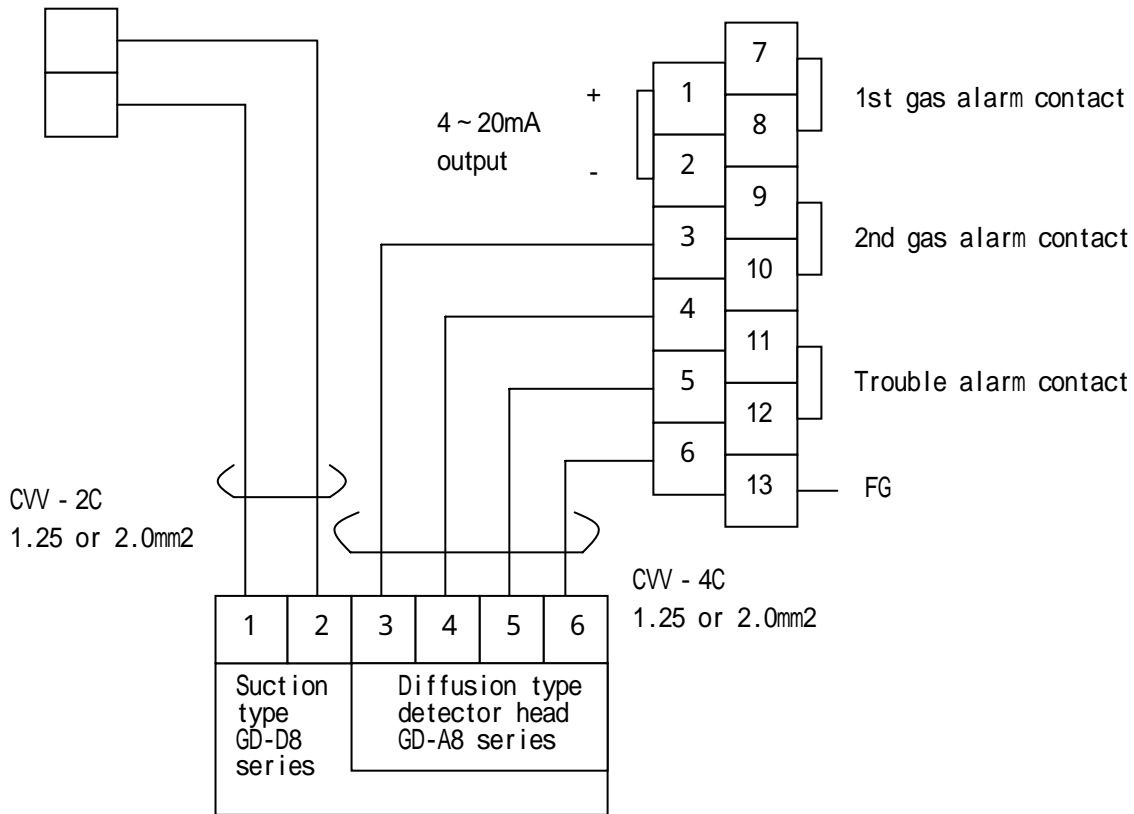 7
1
+
4 ~ 20mA
output
8
1st gas alarm contact
2
-
9
3
10
2nd gas alarm contact
4
11
5
12
Trouble alarm contact
6
13
FG
CVV - 2C
1.25 or 2.0mm2
CVV - 4C
1.25 or 2.0mm2
1 2 3 4 5 6
Suction
type
GD-D8
series
Diffusion type
detector head
GD-A8 series